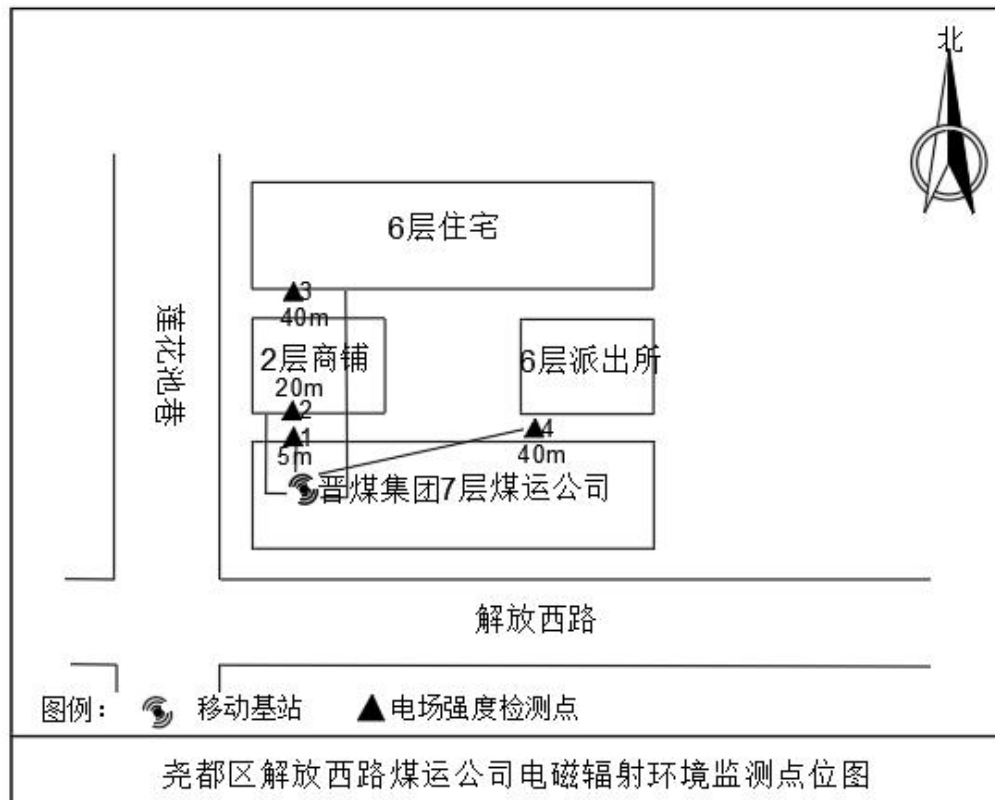 北
6层住宅
3
40m
莲花池巷
2层商铺
6层派出所
20m
2
1
5m
4
40m
晋煤集团7层煤运公司
解放西路
图例： 移动基站 电场强度检测点
尧都区解放西路煤运公司电磁辐射环境监测点位图